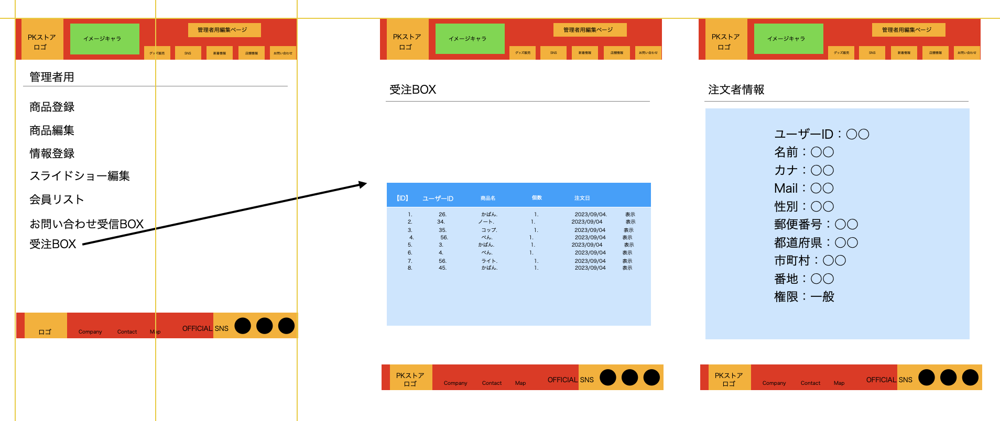 PKストア
ロゴ
イメージキャラ
管理者用編集ページ
グッズ販売
SNS
新着情報
店舗情報
お問い合わせ
管理者用
商品登録
商品編集
情報登録
スライドショー編集
会員リスト
お問い合わせ受信BOX
受注BOX
ロゴ
Company
Contact
Map
OFFICIAL SNS
PKストア
ロゴ
イメージキャラ
管理者用編集ページ
グッズ販売
SNS
新着情報
店舗情報
お問い合わせ
受注BOX
【ID】 ユーザーID 商品名 個数 注文日
1. 26. かばん. 1. 2023/09/04. 表示
2. 34. ノート. 1. 2023/09/04 表示
3. 35. コップ. 1. 2023/09/04 表示
4. 56. ぺん. 1. 2023/09/04 表示
5. 3. かばん. 1. 2023/09/04 表示
6. 4. ぺん. 1. 2023/09/04 表示
7. 56. ライト. 1. 2023/09/04 表示
8. 45. かばん. 1. 2023/09/04 表示
PKストア
ロゴ
Company
Contact
Map
OFFICIAL SNS
PKストア
ロゴ
イメージキャラ
管理者用編集ページ
グッズ販売
SNS
新着情報
店舗情報
お問い合わせ
注文者情報
ユーザーID：○○
名前：○○
カナ：○○
Mail：○○
性別：○○
郵便番号：○○
都道府県：○○
市町村：○○
番地：○○
権限：一般
PKストア
ロゴ
Company
Contact
Map
OFFICIAL SNS